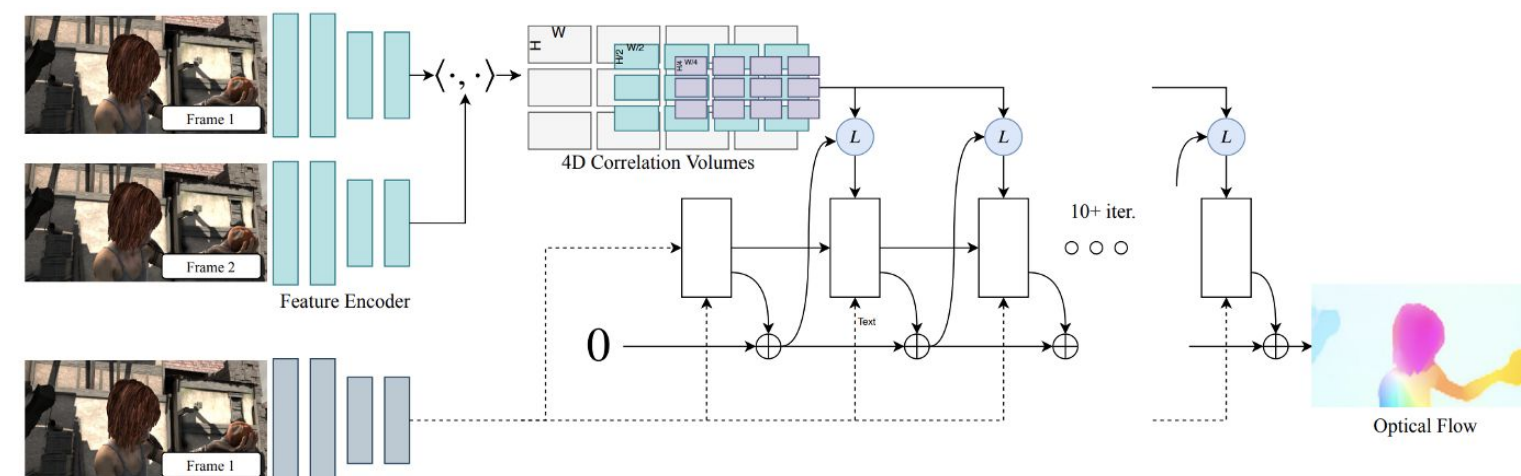 Frame 1
⟨·, ·⟩
H
W
H/2
W/2
H/4
W/4
4D Correlation Volumes
L
L
L
Frame 2
Feature Encoder
10+ iter.
Text
0
Optical Flow
Frame 1